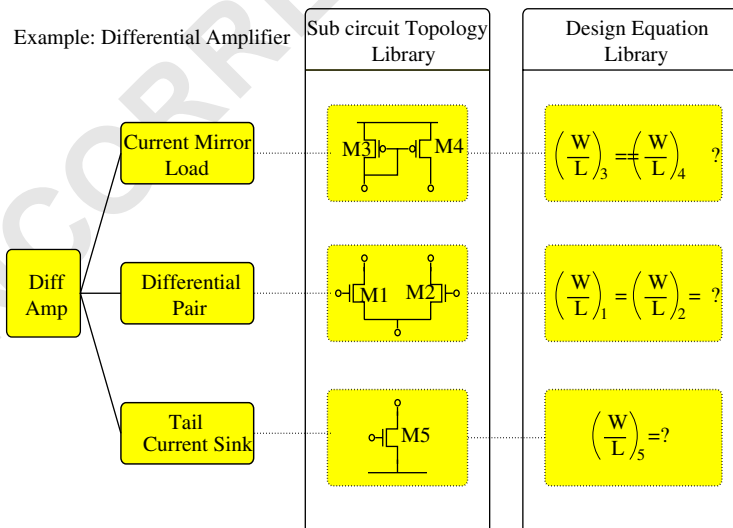 Example: Differential Amplifier
Sub circuit Topology
Library
Design Equation
Library
Current Mirror
Load
M3
M4
(W/L)3 == (W/L)4 ?
Diff
Amp
Differential
Pair
M1
M2
(W/L)1 = (W/L)2 = ?
Tail
Current Sink
M5
(W/L)5 =?
CORRE